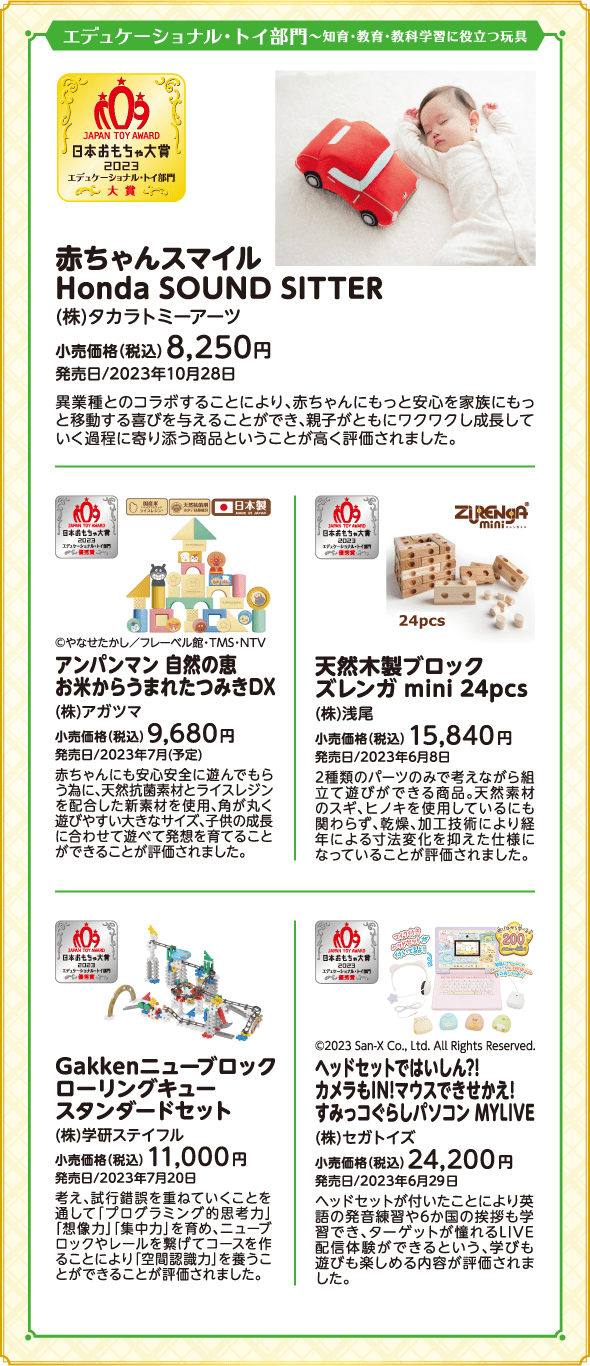 エデュケーショナル・トイ部門～知育・教育・教科学習に役立つ玩具
JAPAN TOY AWARD
日本おもちゃ大賞
2023
エデュケーショナル・トイ部門
大賞
赤ちゃんスマイル
Honda SOUND SITTER
(株)タカラトミーアーツ
小売価格(税込) 8,250円
発売日/2023年10月28日
異業種とのコラボすることにより、赤ちゃんにもっと安心を家族にもっ
と移動する喜びを与えることができ、親子がともにワクワクし成長して
いく過程に寄り添う商品ということが高く評価されました。
JAPAN TOY AWARD
日本おもちゃ大賞
2023
エデュケーショナル・トイ部門
優秀賞
日本製
MADE IN JAPAN
©やなせたかし／フレーベル館・TMS・NTV
アンパンマン 自然の恵
お米からうまれたつみきDX
(株)アガツマ
小売価格(税込) 9,680円
発売日/2023年7月(予定)
赤ちゃんにも安心安全に遊んでもら
う為に、天然抗菌素材とライスレジン
を配合した新素材を使用、角が丸く
遊びやすい大きなサイズ、子供の成長
に合わせて遊べて発想を育てること
ができることが評価されました。
JAPAN TOY AWARD
日本おもちゃ大賞
2023
エデュケーショナル・トイ部門
優秀賞
ZURENGA
mini
24pcs
天然木製ブロック
ズレンガ mini 24pcs
(株)浅尾
小売価格(税込) 15,840円
発売日/2023年6月8日
2種類のパーツのみで考えながら組
立て遊びができる商品。天然素材
のスギ、ヒノキを使用しているにも
関わらず、乾燥、加工技術により経
年による寸法変化を抑えた仕様に
なっていることが評価されました。
JAPAN TOY AWARD
日本おもちゃ大賞
2023
エデュケーショナル・トイ部門
優秀賞
Gakkenニューブロック
ローリングキュー
スタンダードセット
(株)学研ステイフル
小売価格(税込) 11,000円
発売日/2023年7月20日
考え、試行錯誤を重ねていくことを
通して「プログラミング的思考力」
「想像力」「集中力」を育め、ニューブ
ロックやレールを繋げてコースを作
ることにより「空間認識力」を養うこ
とができることが評価されました。
JAPAN TOY AWARD
日本おもちゃ大賞
2023
エデュケーショナル・トイ部門
優秀賞
200
©2023 San-X Co., Ltd. All Rights Reserved.
ヘッドセットではいしん?!
カメラもIN!マウスできせかえ!
すみっコぐらしパソコン MYLIVE
(株)セガトイズ
小売価格(税込) 24,200円
発売日/2023年6月29日
ヘッドセットが付いたことにより英
語の発音練習や6か国の挨拶も学
習でき、ターゲットが憧れるLIVE
配信体験ができるという、学びも
遊びも楽しめる内容が評価されま
した。